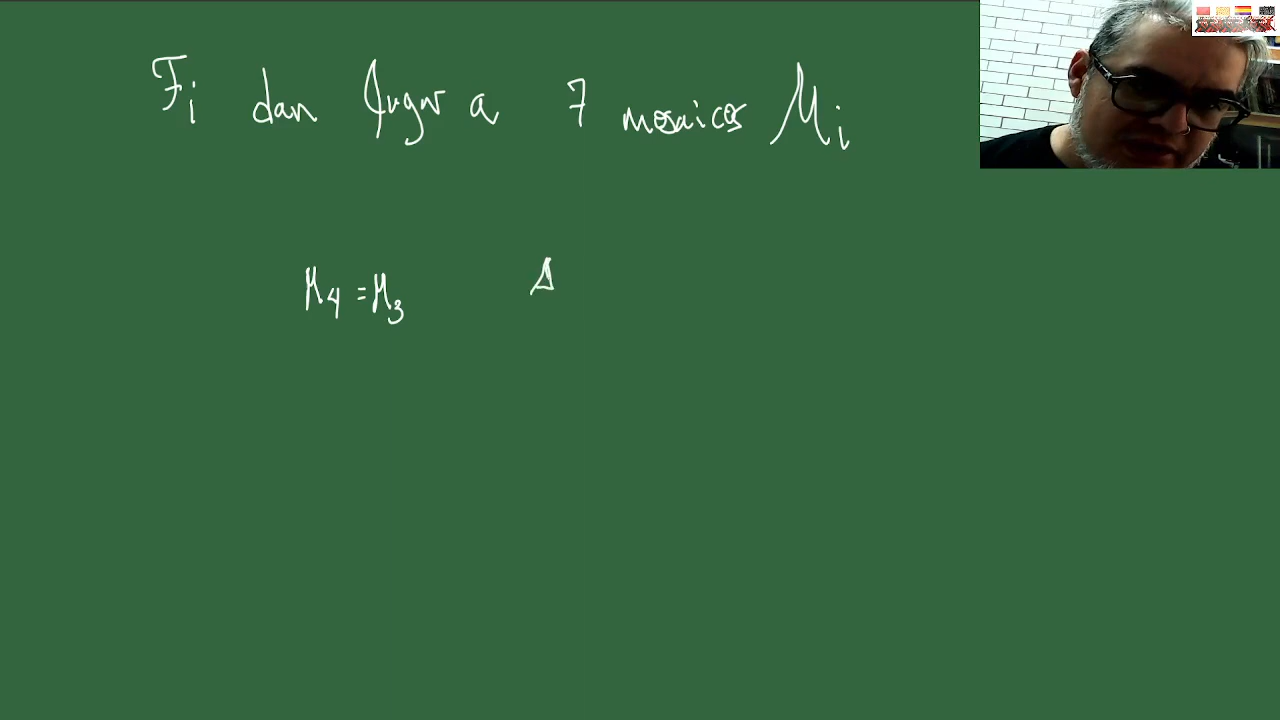 Fi dan lugar a 7 mosaicos Mi
M4 = M3 Δ